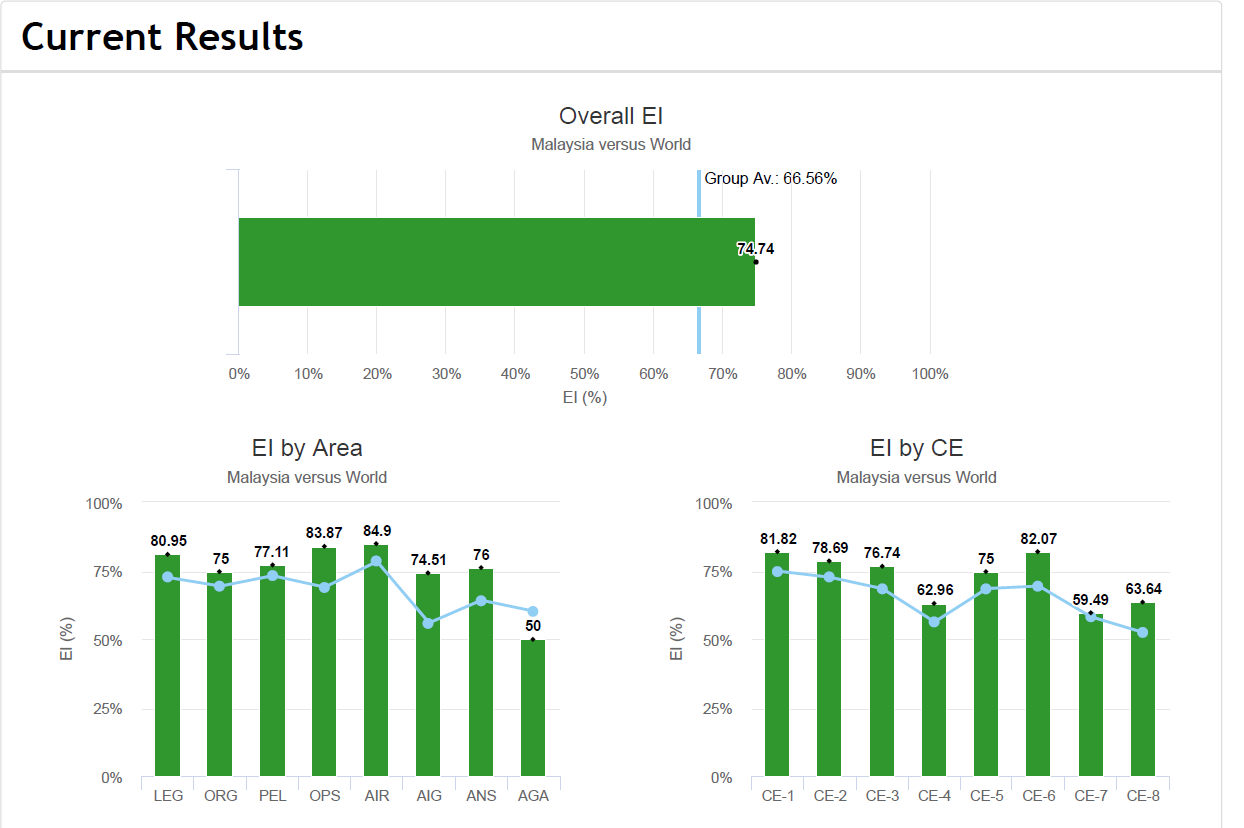 Current Results
Overall EI
Malaysia versus World
Group Av.: 66.56%
74.74
0% 10% 20% 30% 40% 50% 60% 70% 80% 90% 100%
EI (%)
EI by Area
Malaysia versus World
100%
75%
50%
25%
0%
EI (%)
80.95 75 77.11 83.87 84.9 74.51 76 50
LEG ORG PEL OPS AIR AIG ANS AGA
EI by CE
Malaysia versus World
100%
75%
50%
25%
0%
EI (%)
81.82 78.69 76.74 62.96 75 82.07 59.49 63.64
CE-1 CE-2 CE-3 CE-4 CE-5 CE-6 CE-7 CE-8